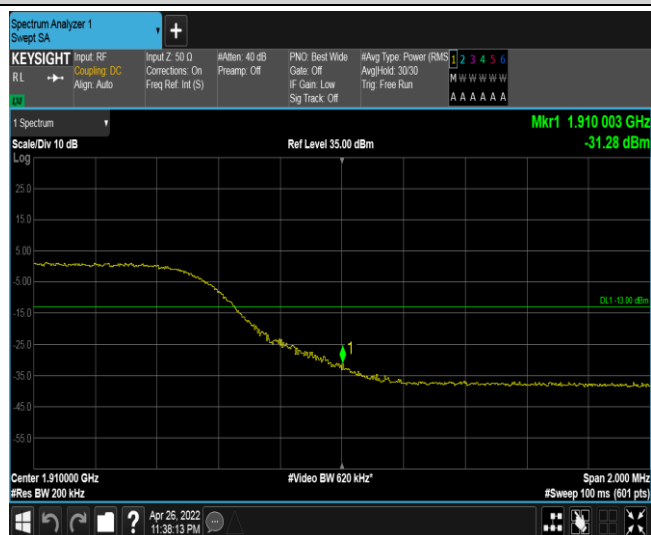 Spectrum Analyzer 1
Swept SA
+
KEYSIGHT
RL
Input: RF
Coupling: DC
Align: Auto
Input Z: 50 Ω
Corrections: On
Freq Ref: Int (S)
#Atten: 40 dB
Preamp: Off
PNO: Best Wide
Gate: Off
IF Gain: Low
Sig Track: Off
#Avg Type: Power (RMS
Avg|Hold: 30/30
Trig: Free Run
1 2 3 4 5 6
M W W W W W
A A A A A A
1 Spectrum
Mkr1 1.910 003 GHz
Scale/Div 10 dB
Ref Level 35.00 dBm
-31.28 dBm
Log
25.0
15.0
5.00
-5.00
DL1 -13.00 dBm
-15.0
-25.0
1
-35.0
-45.0
-55.0
Center 1.910000 GHz
#Video BW 620 kHz*
Span 2.000 MHz
#Res BW 200 kHz
#Sweep 100 ms (601 pts)
?
Apr 26, 2022
11:38:13 PM